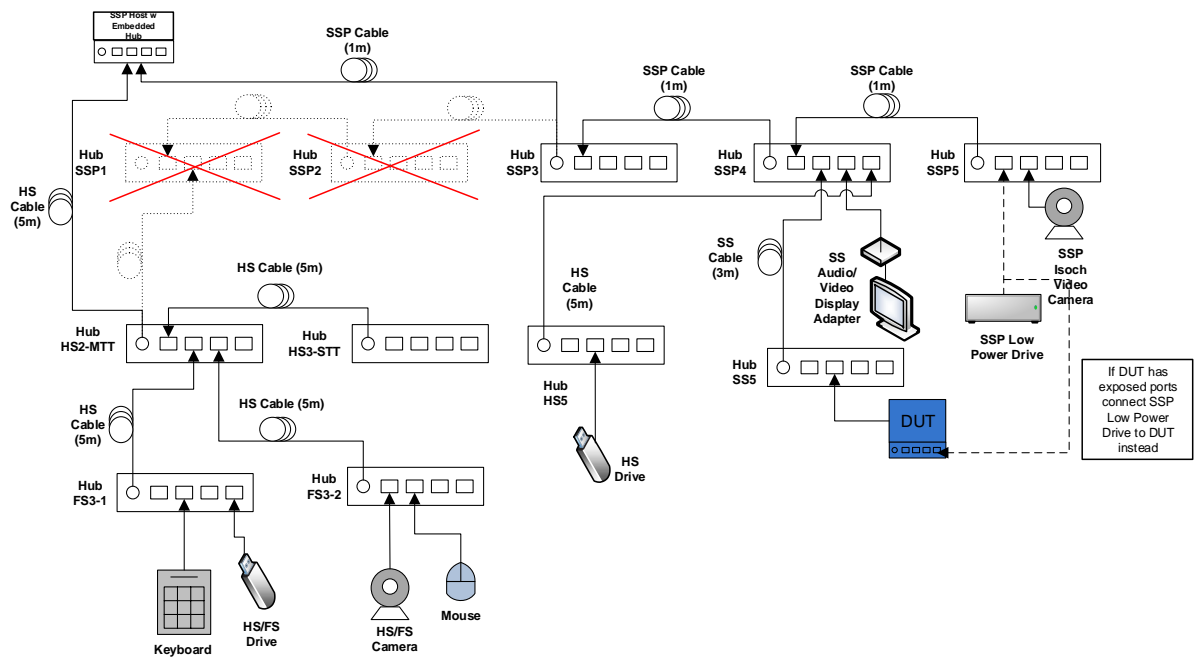 SSP Host w
Embedded
Hub
SSP Cable
(1m)
SSP Cable
(1m)
SSP Cable
(1m)
Hub
SSP1
Hub
SSP2
Hub
SSP3
Hub
SSP4
Hub
SSP5
HS
Cable
(5m)
HS Cable (5m)
HS
Cable
(5m)
SS
Cable
(3m)
SS
Audio/
Video
Display
Adapter
SSP
Isoch
Video
Camera
SSP Low
Power Drive
Hub
HS2-MTT
Hub
HS3-STT
Hub
HS5
Hub
SS5
If DUT has
exposed ports
connect SSP
Low Power
Drive to DUT
instead
HS
Cable
(5m)
HS Cable (5m)
DUT
HS
Drive
Hub
FS3-1
Hub
FS3-2
Keyboard
HS/FS
Drive
HS/FS
Camera
Mouse